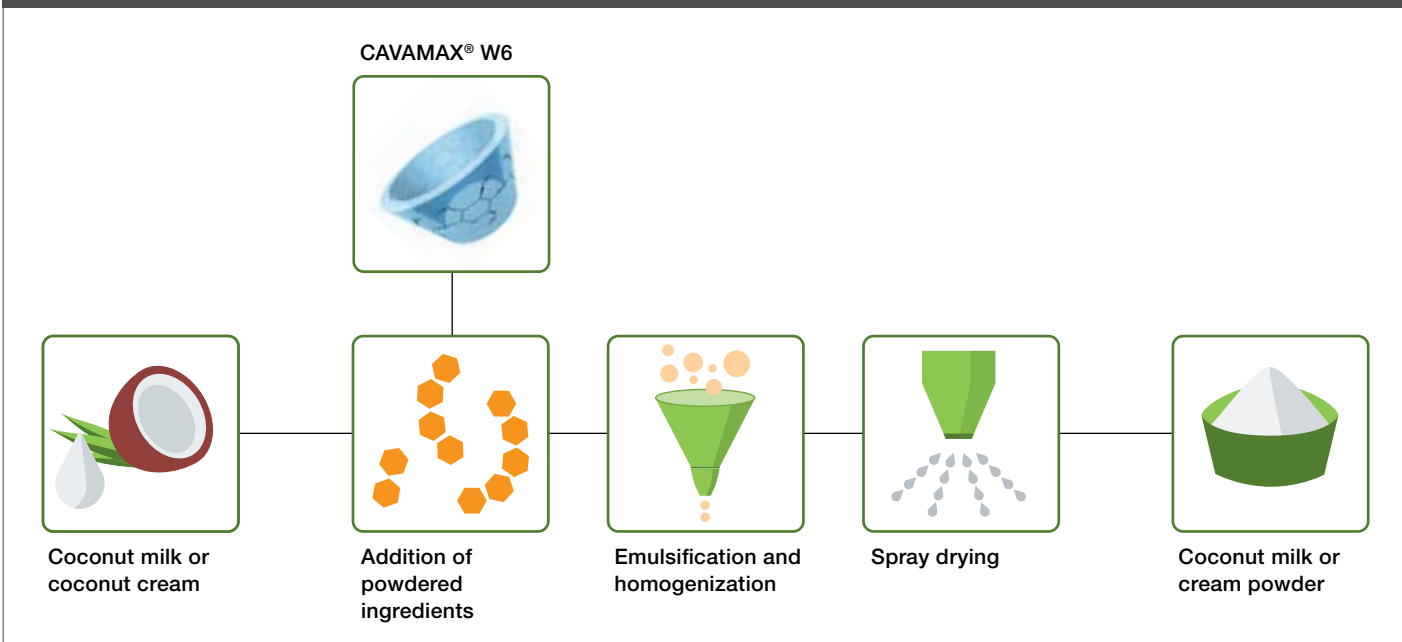 CAVAMAX® W6
Coconut milk or
coconut cream
Addition of
powdered
ingredients
Emulsification and
homogenization
Spray drying
Coconut milk or
cream powder